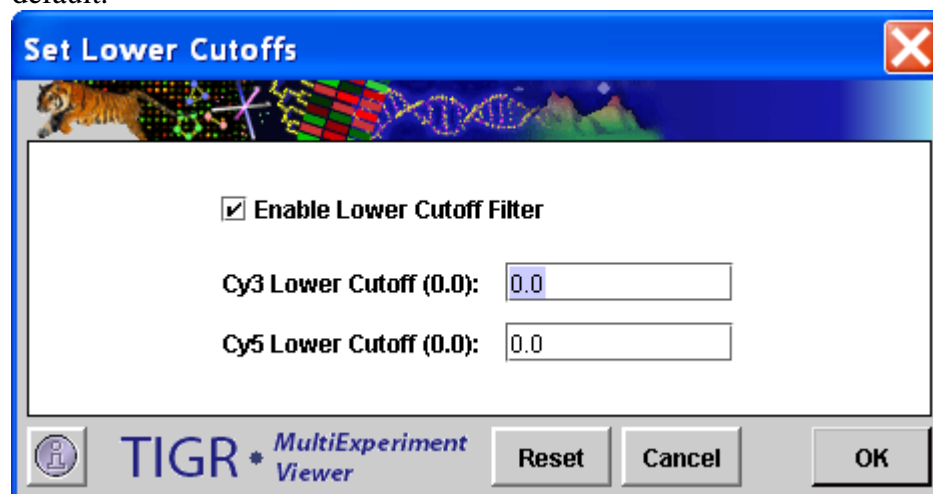 default.
Set Lower Cutoffs
Enable Lower Cutoff Filter
Cy3 Lower Cutoff (0.0): 0.0
Cy5 Lower Cutoff (0.0): 0.0
TIGR • MultiExperiment
Viewer
Reset Cancel OK